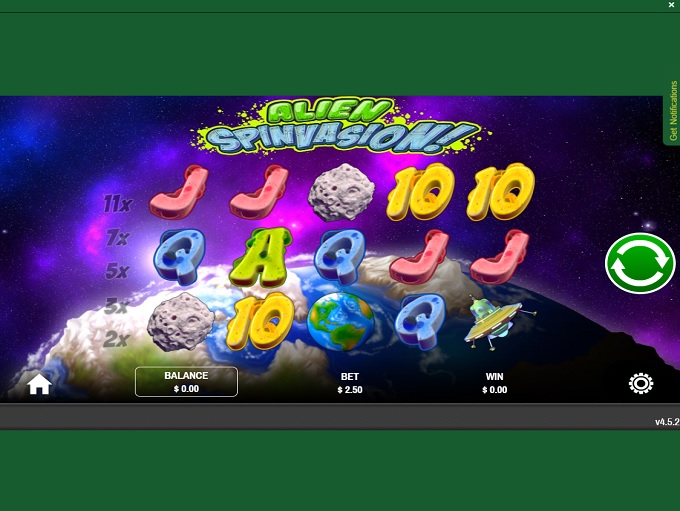 ×
Get Notifications
ALIEN
SPINVASION!
11x J J 10 10
7x
Q A Q J J
5x
3x
10 Q
2x
BALANCE BET WIN
$ 0.00 $ 2.50 $ 0.00
v4.5.2